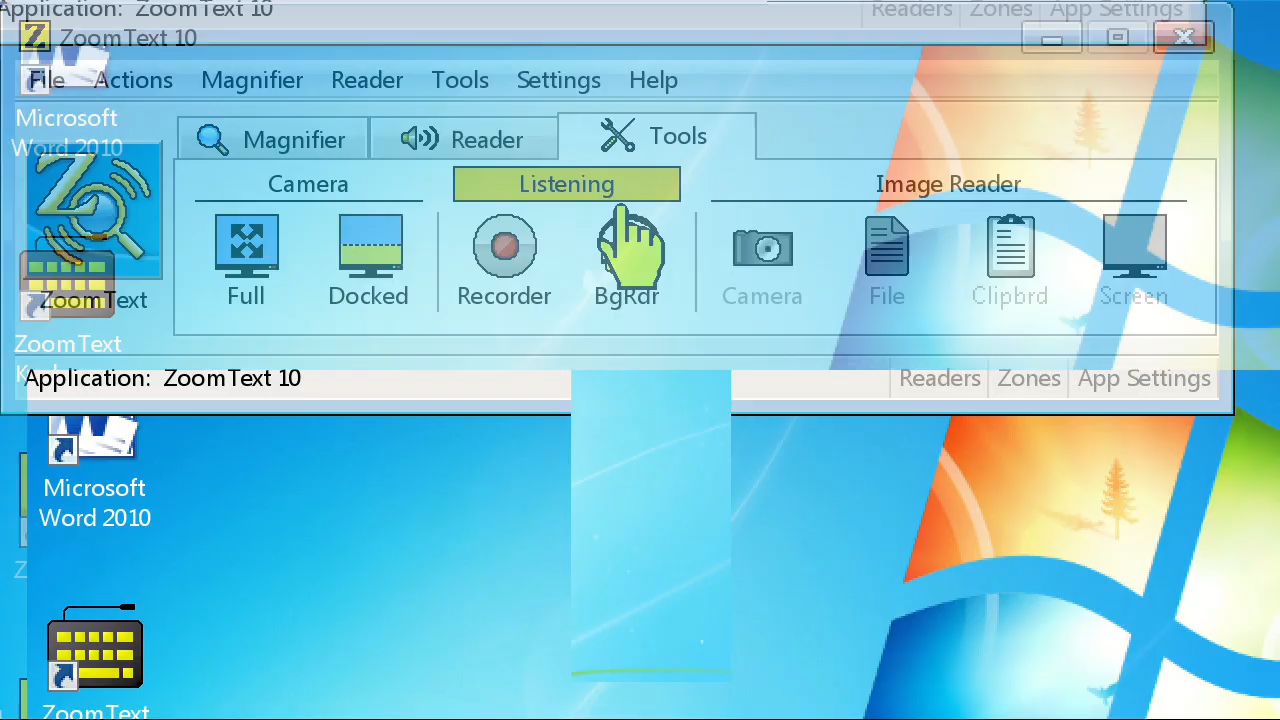 Application: ZoomText 10
Readers Zones App Settings
ZoomText 10
File Actions Magnifier Reader Tools Settings Help
Microsoft
Word 2010
Magnifier Reader Tools
Camera Listening Image Reader
Full Docked Recorder BgRdr Camera File Clipbrd Screen
ZoomText
ZoomText
Application: ZoomText 10
Readers Zones App Settings
Microsoft
Word 2010
ZoomText